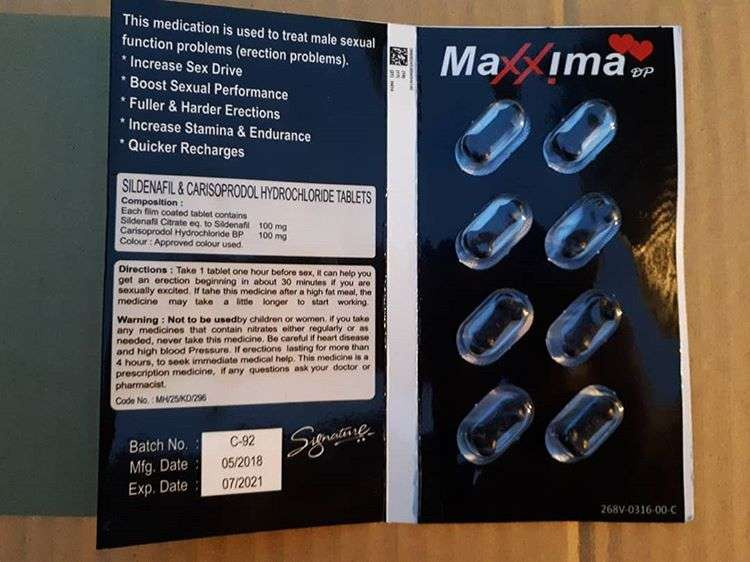 This medication is used to treat male sexual
function problems (erection problems).
* Increase Sex Drive
* Boost Sexual Performance
* Fuller & Harder Erections
* Increase Stamina & Endurance
* Quicker Recharges
SILDENAFIL & CARISOPRODOL HYDROCHLORIDE TABLETS
Composition :
Each film coated tablet contains
Sildenafil Citrate eq. to Sildenafil 100 mg
Carisoprodol Hydrochloride BP 100 mg
Colour : Approved colour used.
Directions : Take 1 tablet one hour before sex, it can help you
get an erection beginning in about 30 minutes if you are
sexually excited. If tahe this medicine after a high fat meal, the
medicine may take a little longer to start working.
Warning : Not to be usedby children or women. if you take
any medicines that contain nitrates either regularly or as
needed, never take this medicine. Be careful if heart disease
and high blood Pressure. If erections lasting for more than
4 hours, to seek immediate medical help. This medicine is a
prescription medicine, if any questions ask your doctor or
pharmacist.
Code No. : MH/25/KD/296
Batch No. : C-92
Mfg. Date : 05/2018
Exp. Date : 07/2021
Signature
Maxxima
DP
268V-0316-00-C